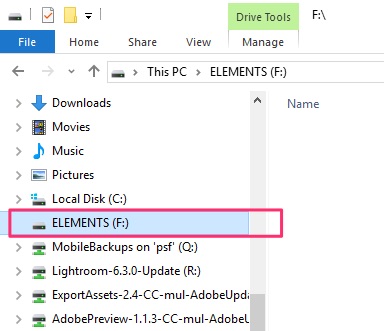 Drive Tools
F:\
File
Home
Share
View
Manage
This PC
ELEMENTS (F:)
Downloads
Movies
Music
Pictures
Local Disk (C:)
ELEMENTS (F:)
MobileBackups on 'psf' (Q:)
Lightroom-6.3.0-Update (R:)
ExportAssets-2.4-CC-mul-AdobeUpda
AdobePreview-1.1.3-CC-mul-AdobeU
Name